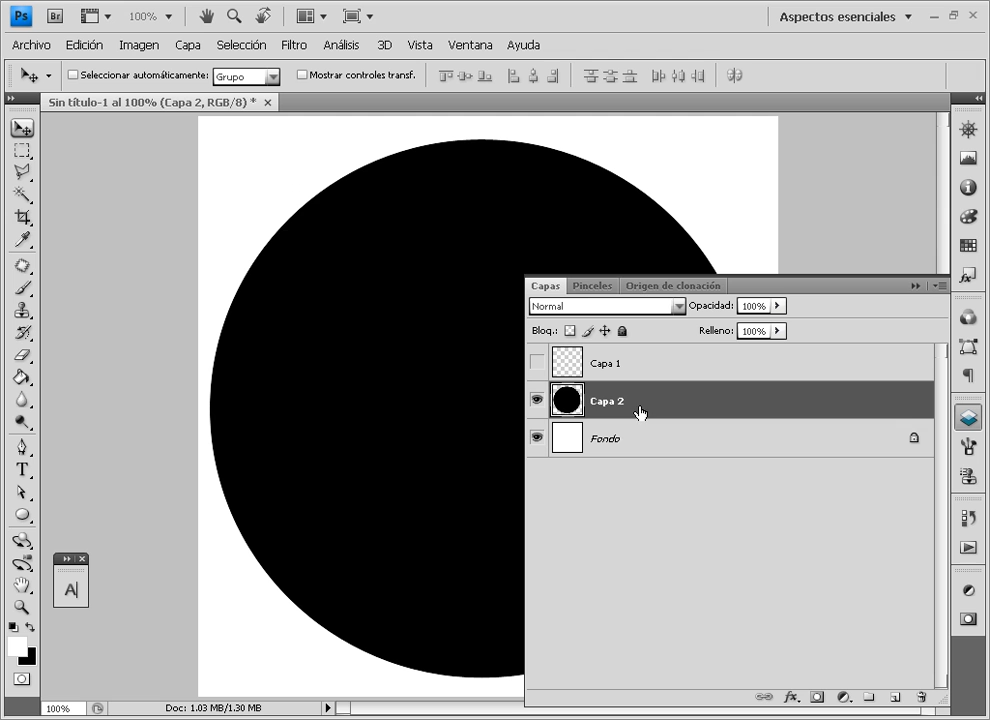 Ps Br 100% Aspectos esenciales
Archivo Edición Imagen Capa Selección Filtro Análisis 3D Vista Ventana Ayuda
Seleccionar automáticamente: Grupo Mostrar controles transf.
Sin título-1 al 100% (Capa 2, RGB/8) * ×
Capas Pinceles Origen de clonación
Normal Opacidad: 100%
Bloq.: Relleno: 100%
Capa 1
Capa 2
Fondo
T
A|
100% Doc: 1.03 MB/1.30 MB